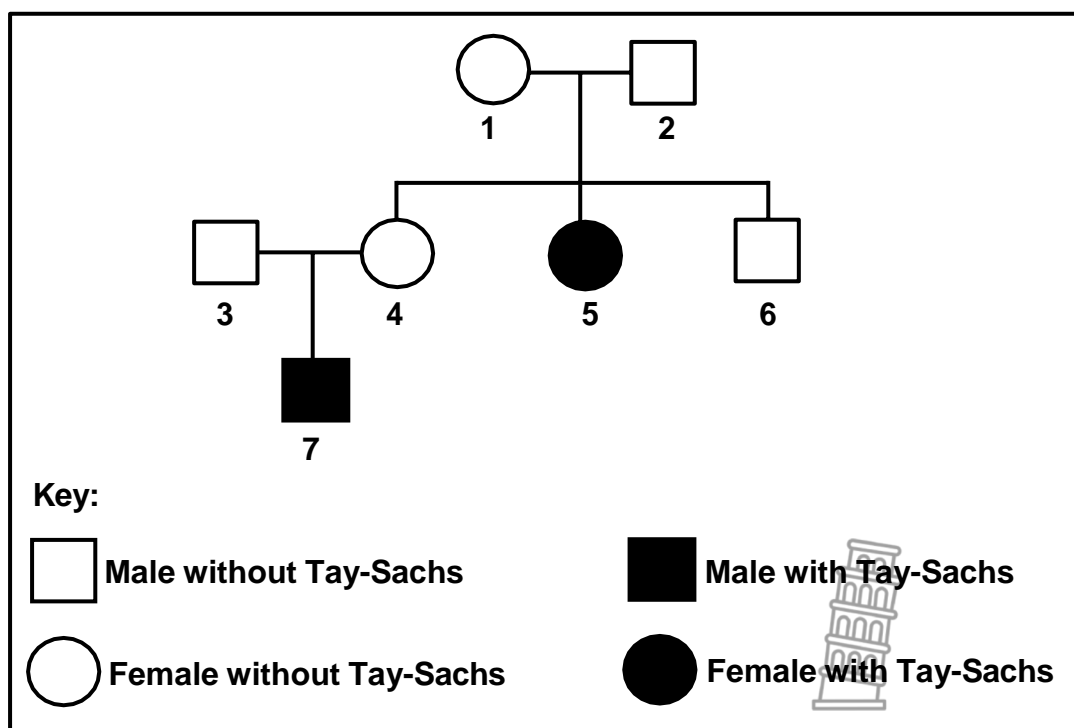 1 2
3 4 5 6
7
Key:
Male without Tay-Sachs Male with Tay-Sachs
Female without Tay-Sachs Female with Tay-Sachs